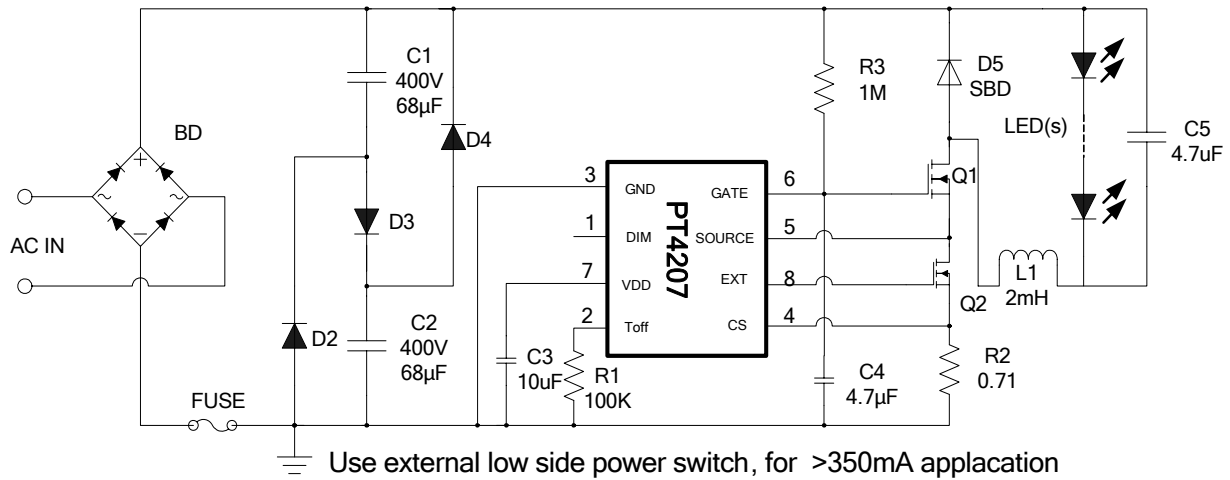 C1
400V
68µF
BD
D4
D3
AC IN
D2
C2
400V
68µF
FUSE
3
1
7
2
GND
DIM
VDD
Toff
PT4207
GATE
SOURCE
EXT
CS
6
5
8
4
C3
10uF
R1
100K
R3
1M
C4
4.7µF
D5
SBD
Q1
Q2
R2
0.71
LED(s)
L1
2mH
C5
4.7uF
Use external low side power switch, for >350mA applacation